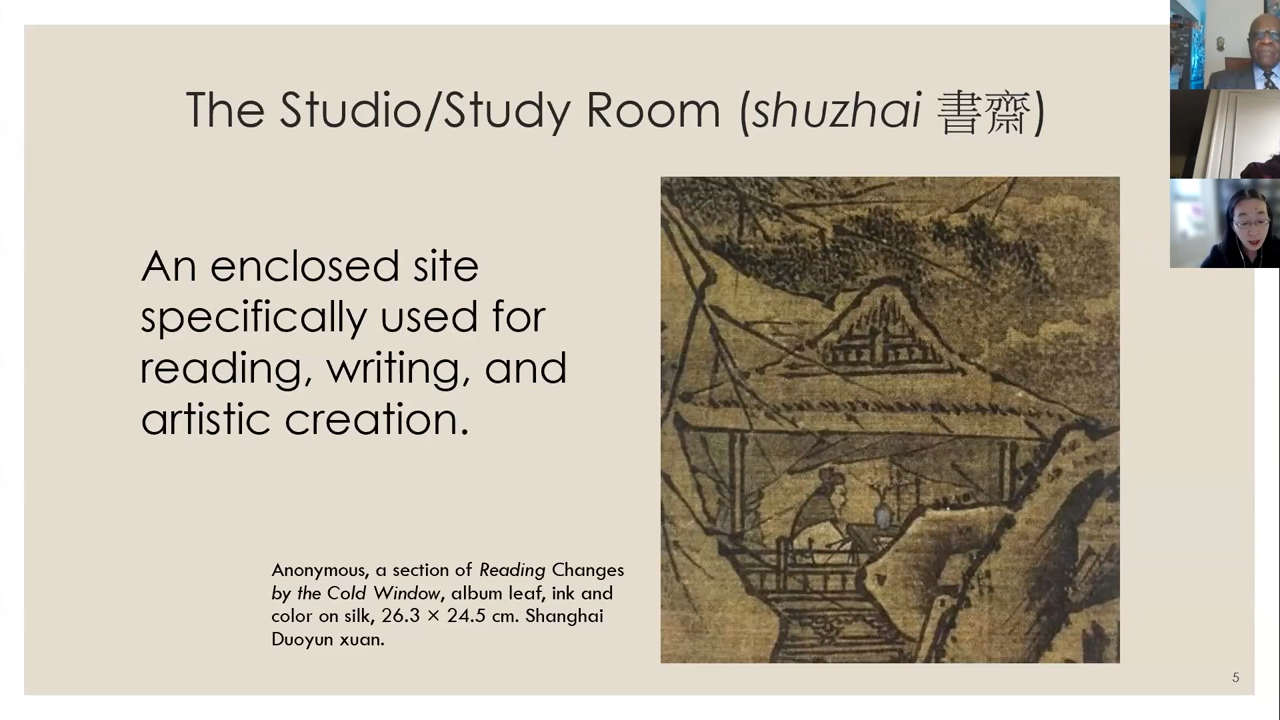 The Studio/Study Room (shuzhai 書齋)
An enclosed site
specifically used for
reading, writing, and
artistic creation.
Anonymous, a section of Reading Changes
by the Cold Window, album leaf, ink and
color on silk, 26.3 × 24.5 cm. Shanghai
Duoyun xuan.
5